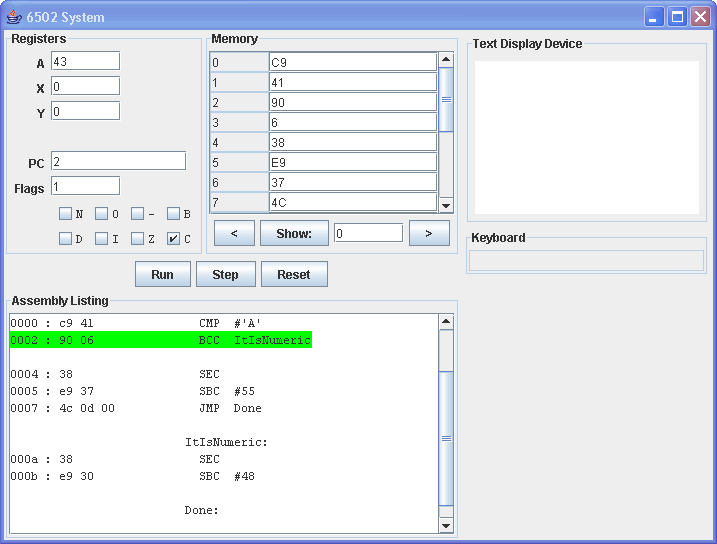 6502 System
Registers
A 43
X 0
Y 0
PC 2
Flags 1
N O - B
D I Z C
Memory
0 C9
1 41
2 90
3 6
4 38
5 E9
6 37
7 4C
< Show: 0 >
Text Display Device
Keyboard
Run Step Reset
Assembly Listing
0000 : c9 41 CMP #'A'
0002 : 90 06 BCC ItIsNumeric
0004 : 38 SEC
0005 : e9 37 SBC #55
0007 : 4c 0d 00 JMP Done
ItIsNumeric:
000a : 38 SEC
000b : e9 30 SBC #48
Done: